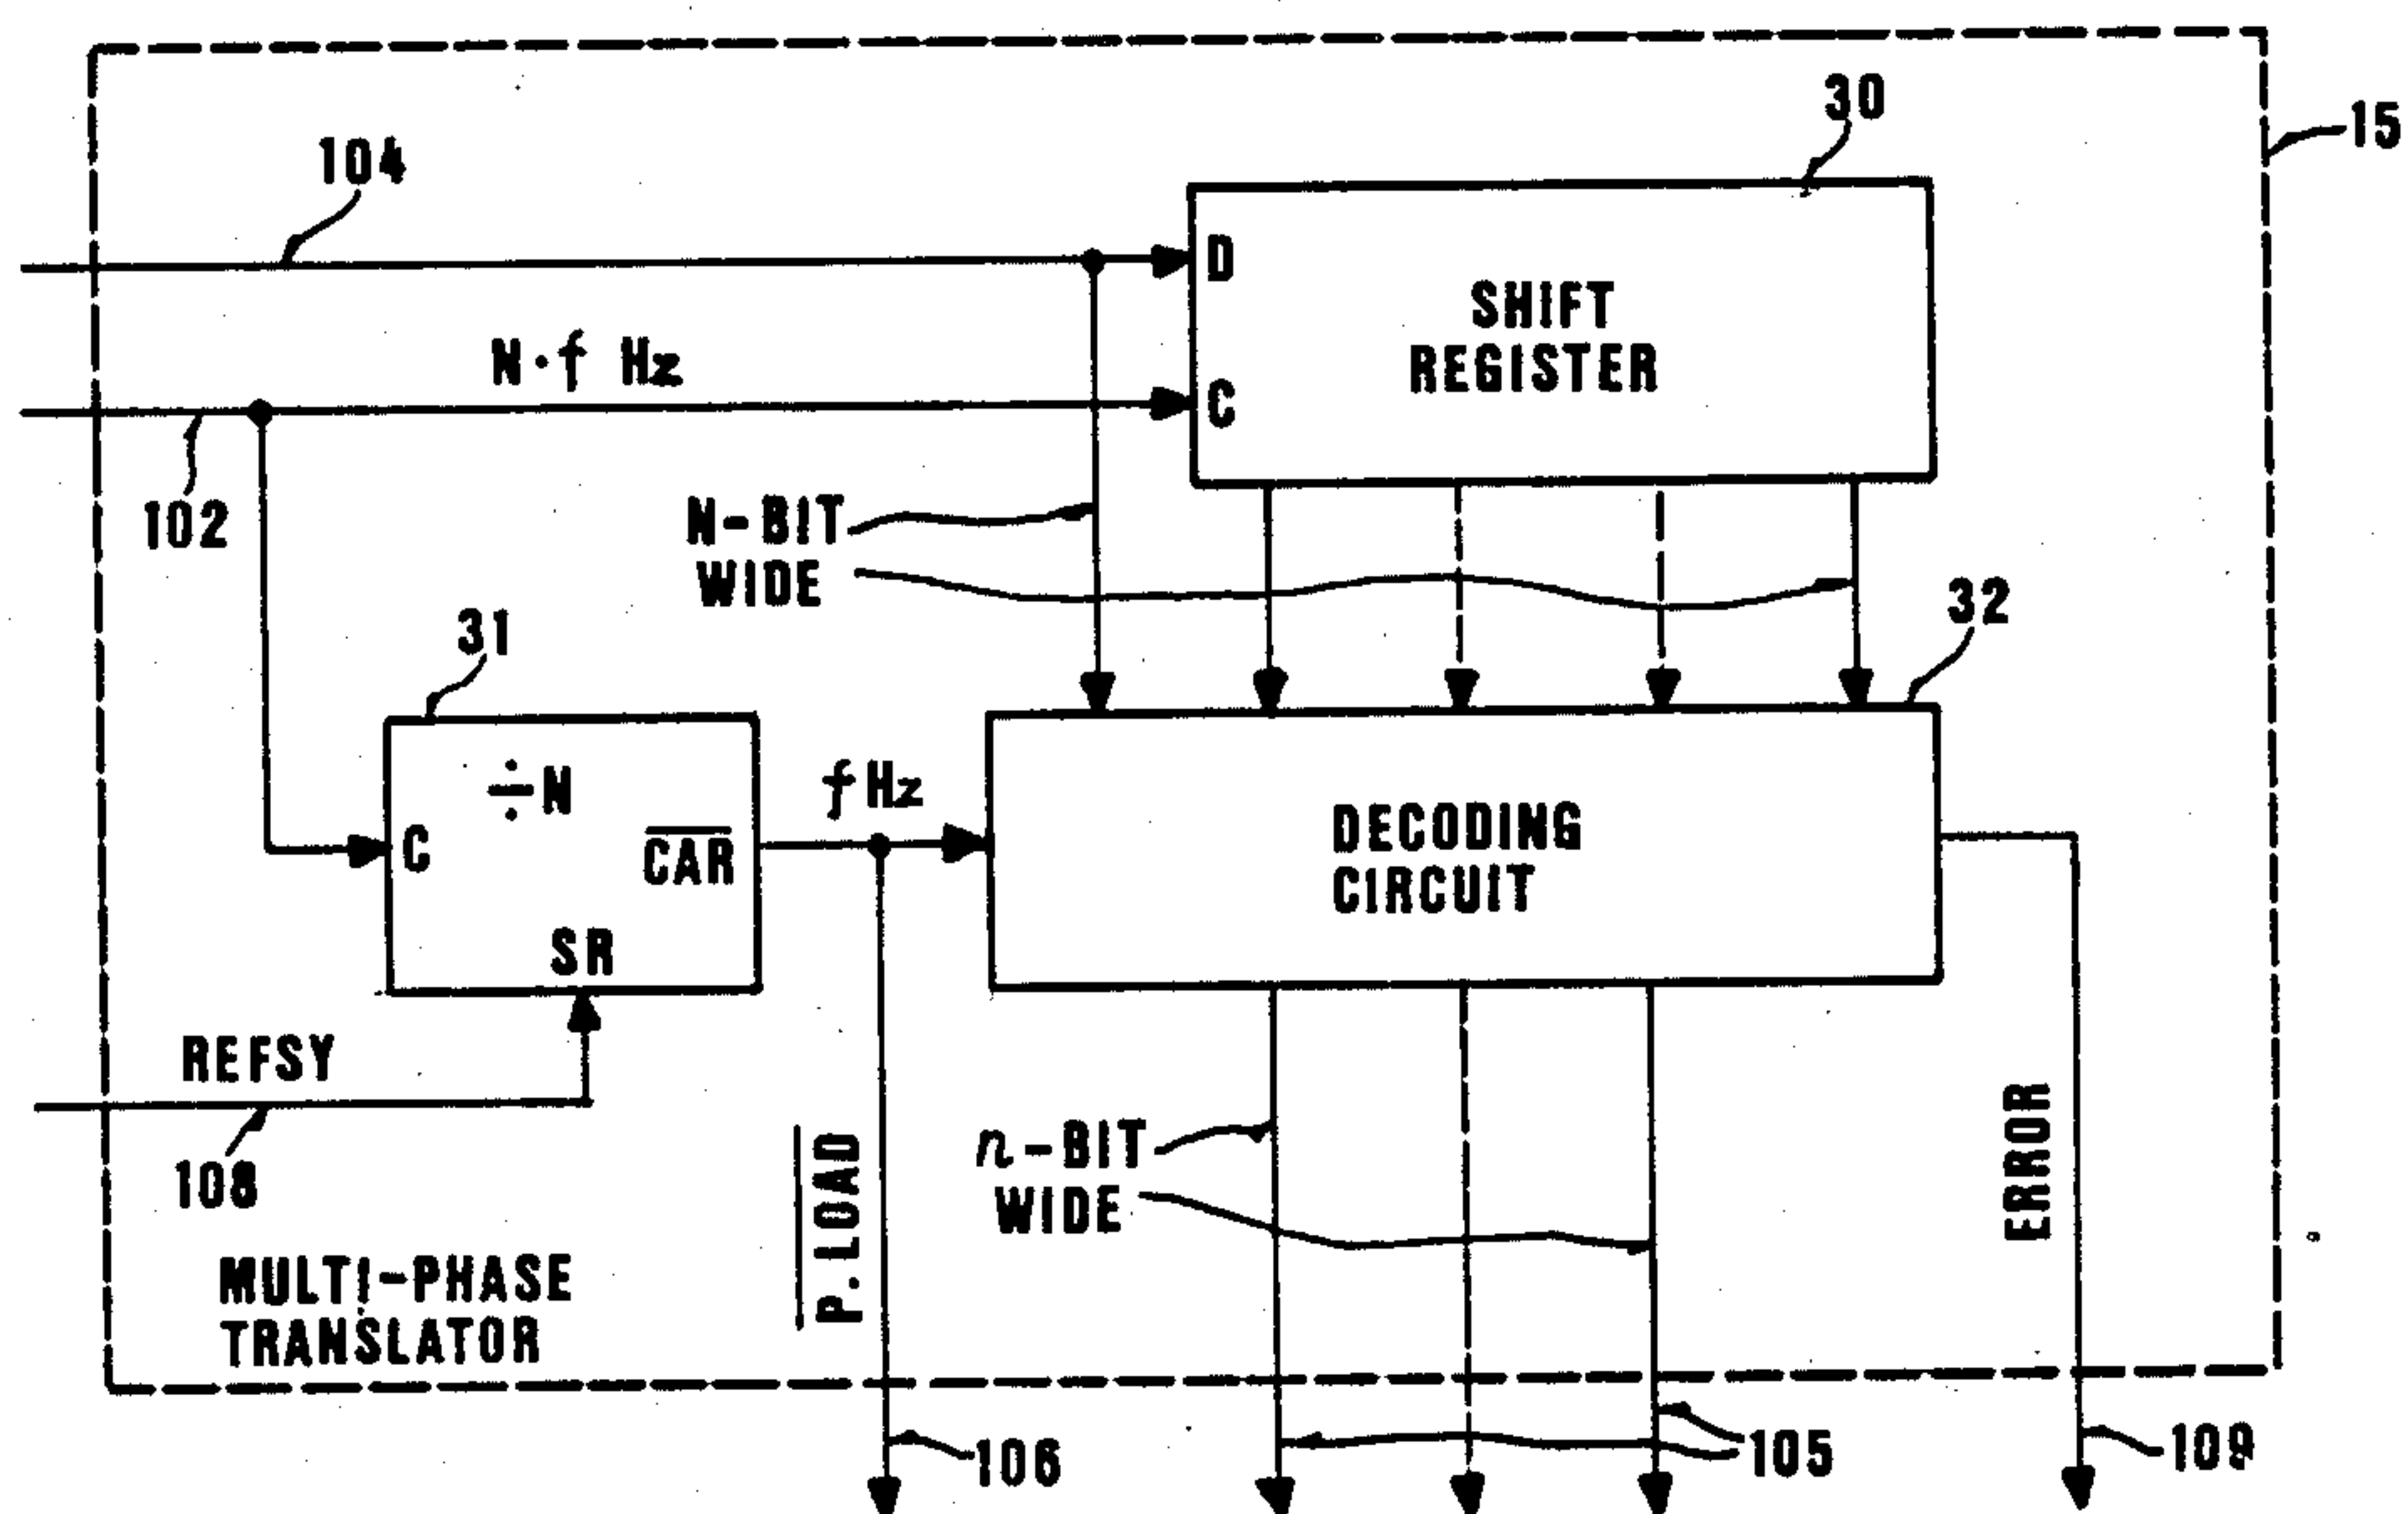 30
15
104
D
SHIFT
REGISTER
N·f Hz
C
102
N-BIT
WIDE
32
31
÷N
f Hz
C
CAR
DECODING
CIRCUIT
SR
REFSY
108
P.LOAD
n-BIT
WIDE
ERROR
MULTI-PHASE
TRANSLATOR
106
105
109